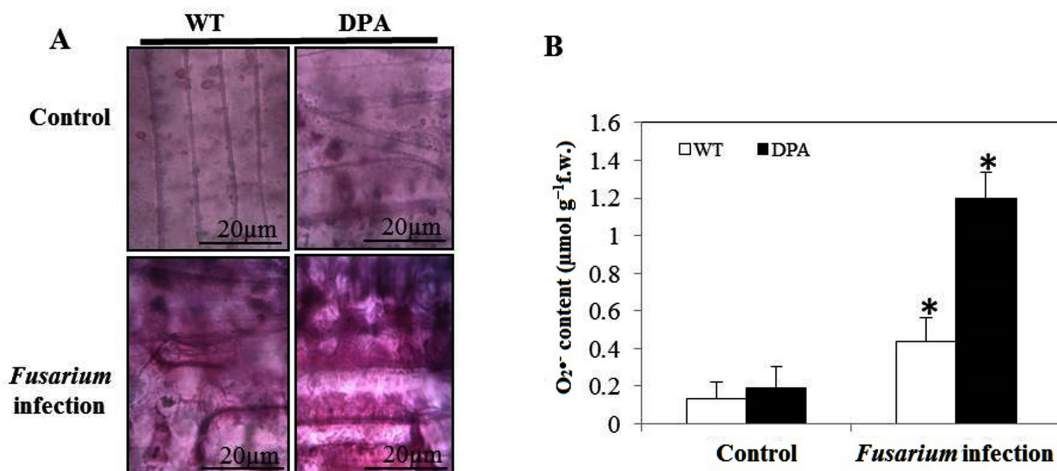 A
WT DPA
Control
20μm 20μm
Fusarium
infection
20μm 20μm
B
O₂•⁻ content (μmol g⁻¹f.w.)
1.6
1.4
1.2
1
0.8
0.6
0.4
0.2
0
WT DPA
*
*
Control Fusarium infection